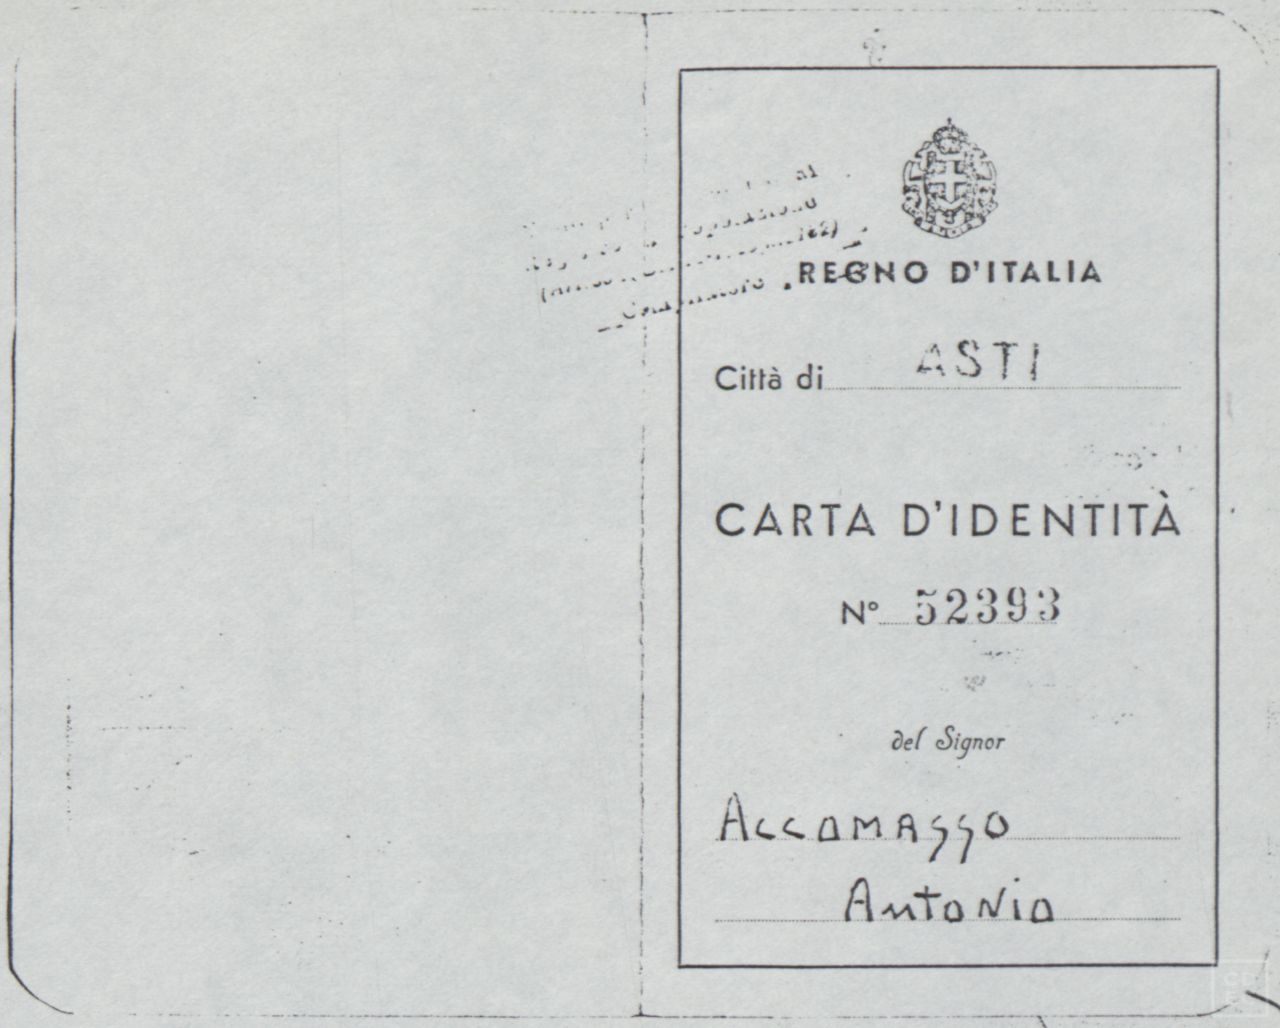 REGNO D'ITALIA
Città di ASTI
CARTA D'IDENTITÀ
N° 52393
del Signor
Accomasso
Antonio